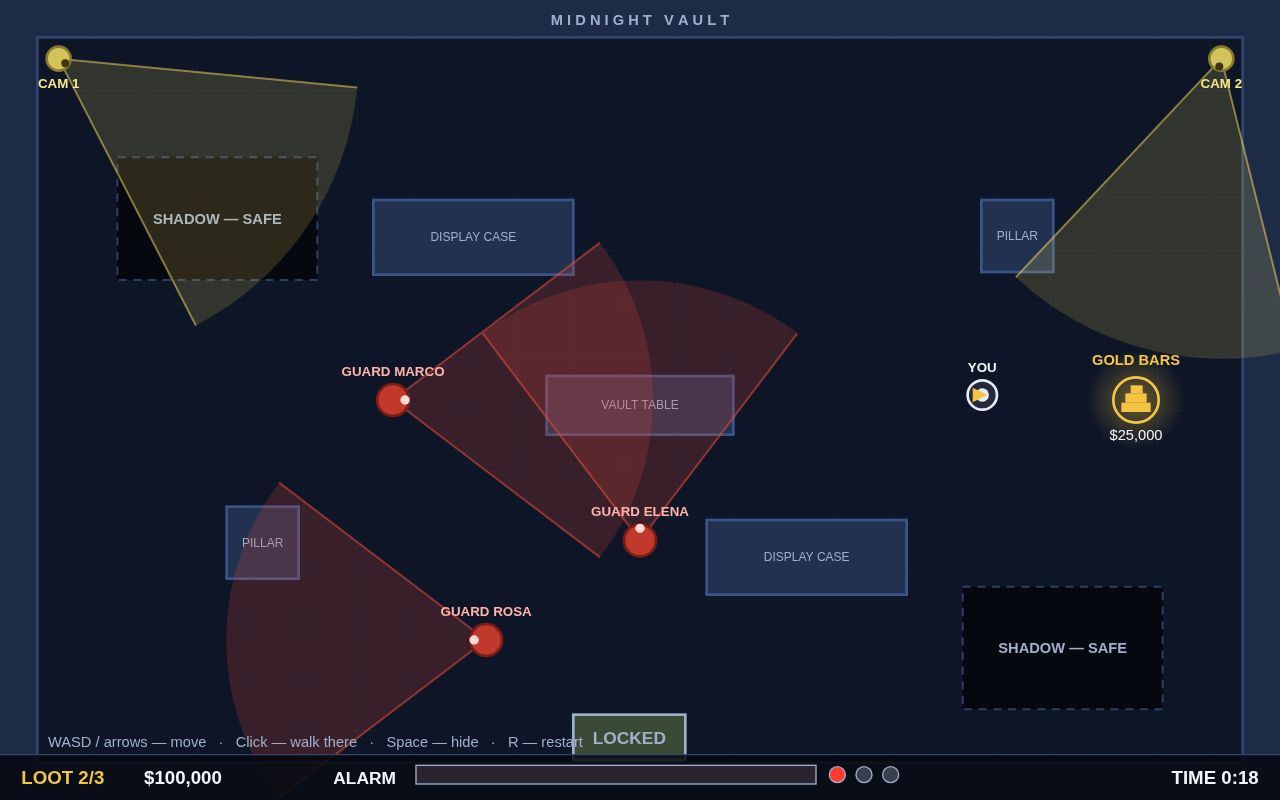 MIDNIGHT VAULT
CAM 1
CAM 2
SHADOW — SAFE
DISPLAY CASE
PILLAR
GUARD MARCO
YOU
GOLD BARS
VAULT TABLE
$25,000
GUARD ELENA
PILLAR
DISPLAY CASE
GUARD ROSA
SHADOW — SAFE
WASD / arrows — move · Click — walk there · Space — hide · R — restart
LOCKED
LOOT 2/3 $100,000 ALARM TIME 0:18